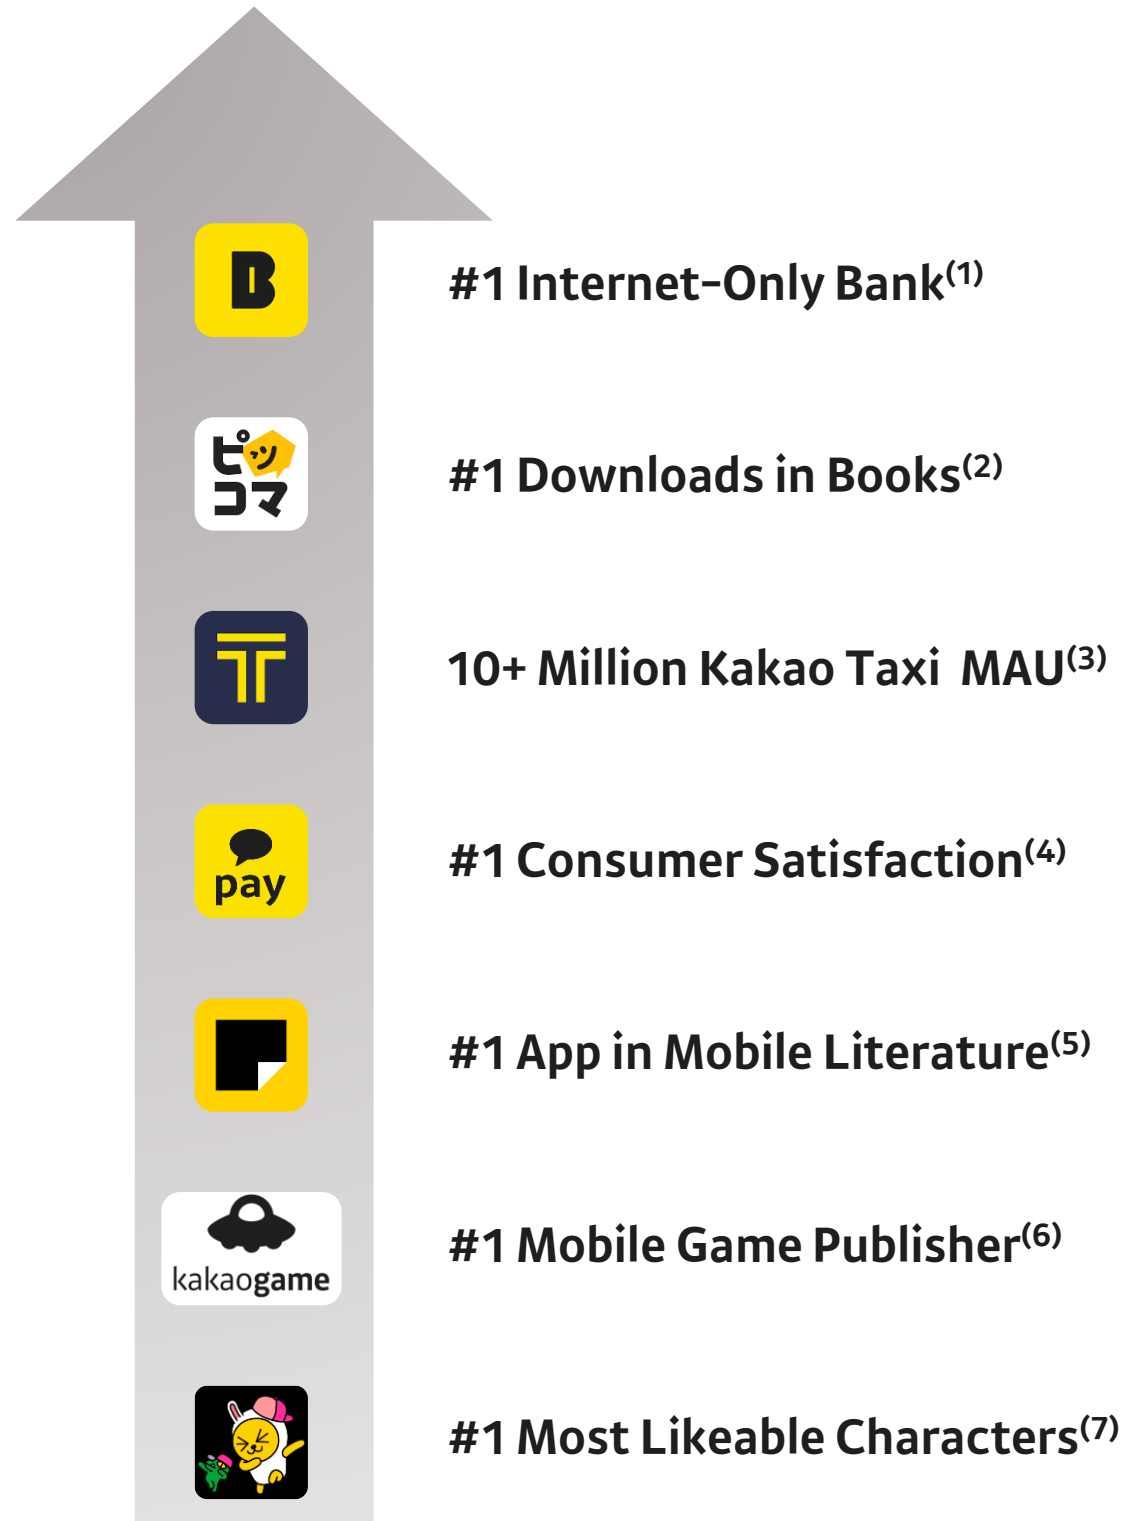 B
#1 Internet-Only Bank(1)
ピッ
コマ
#1 Downloads in Books(2)
T
10+ Million Kakao Taxi MAU(3)
pay
#1 Consumer Satisfaction(4)
#1 App in Mobile Literature(5)
kakaogame
#1 Mobile Game Publisher(6)
#1 Most Likeable Characters(7)